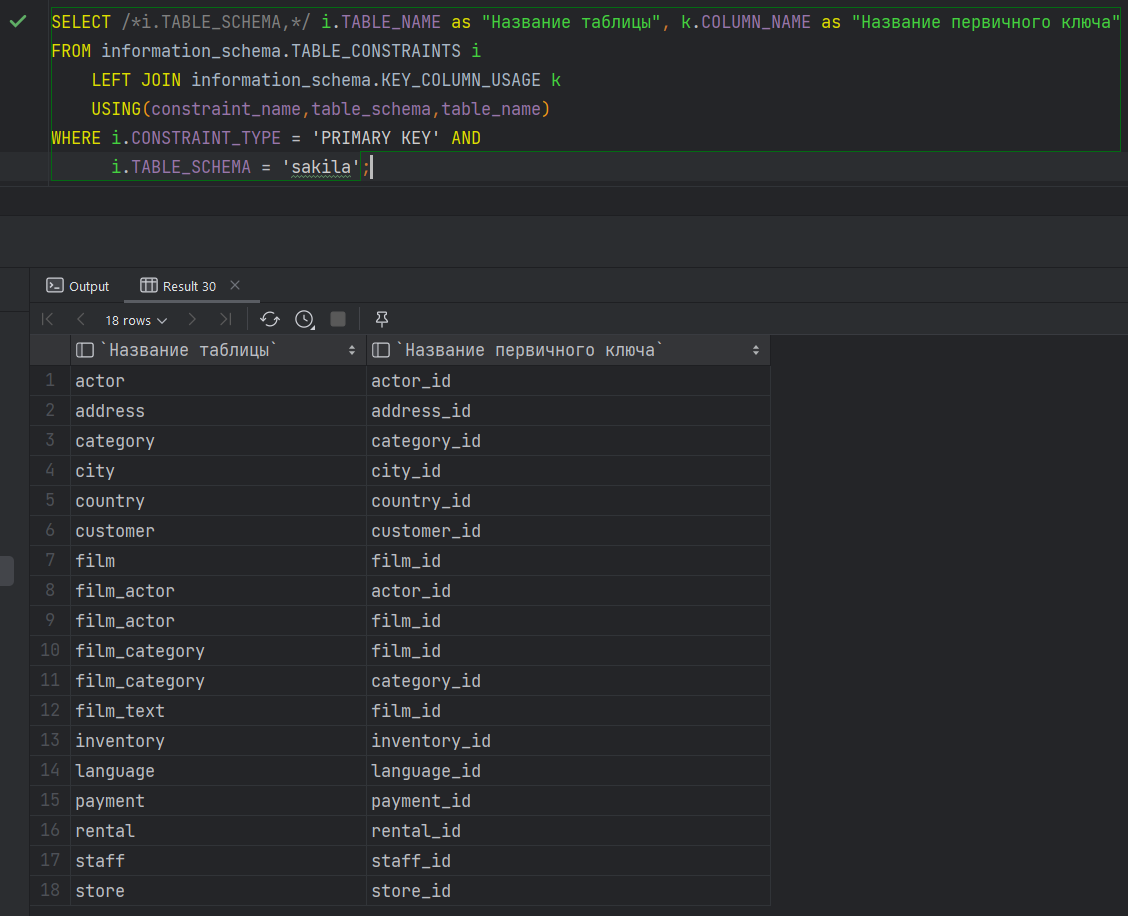 SELECT /*i.TABLE_SCHEMA,*/ i.TABLE_NAME as "Название таблицы", k.COLUMN_NAME as "Название первичного ключа"
FROM information_schema.TABLE_CONSTRAINTS i
LEFT JOIN information_schema.KEY_COLUMN_USAGE k
USING(constraint_name,table_schema,table_name)
WHERE i.CONSTRAINT_TYPE = 'PRIMARY KEY' AND
i.TABLE_SCHEMA = 'sakila';
Output Result 30
18 rows
`Название таблицы` `Название первичного ключа`
1 actor actor_id
2 address address_id
3 category category_id
4 city city_id
5 country country_id
6 customer customer_id
7 film film_id
8 film_actor actor_id
9 film_actor film_id
10 film_category film_id
11 film_category category_id
12 film_text film_id
13 inventory inventory_id
14 language language_id
15 payment payment_id
16 rental rental_id
17 staff staff_id
18 store store_id